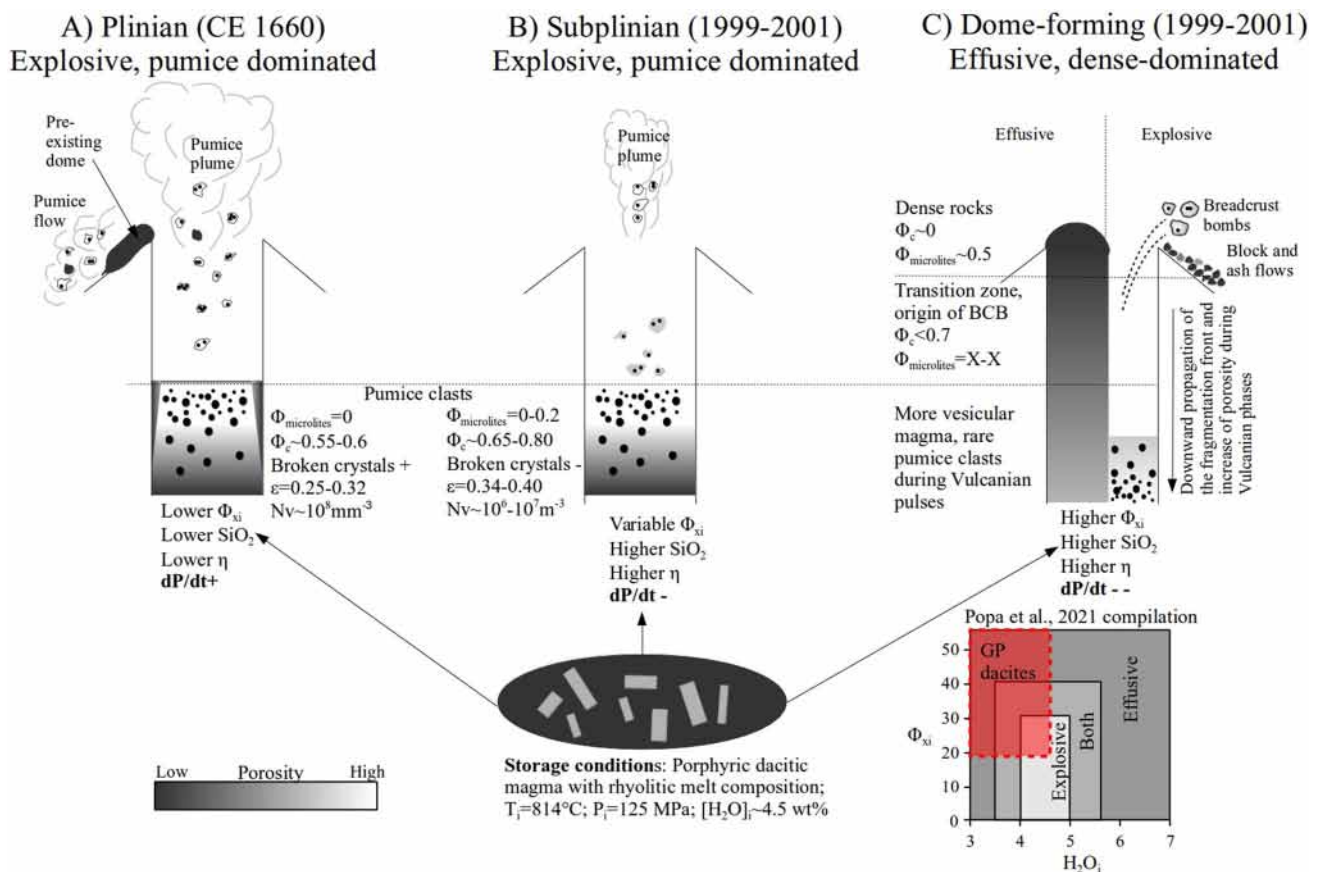 A) Plinian (CE 1660)
Explosive, pumice dominated
B) Subplinian (1999-2001)
Explosive, pumice dominated
C) Dome-forming (1999-2001)
Effusive, dense-dominated
Pre-
existing
dome
Pumice
plume
Pumice
flow
Pumice
plume
Effusive
Explosive
Dense rocks
Φc~0
Φmicrolites~0.5
Breadcrust
bombs
Block and
ash flows
Transition zone,
origin of BCB
Φc<0.7
Φmicrolites=X-X
Downward propagation of
the fragmentation front and
increase of porosity during
Vulcanian phases
More vesicular
magma, rare
pumice clasts
during Vulcanian
pulses
Pumice clasts
Φmicrolites=0
Φc~0.55-0.6
Broken crystals +
ε=0.25-0.32
Nv~10⁸mm⁻³
Φmicrolites=0-0.2
Φc~0.65-0.80
Broken crystals -
ε=0.34-0.40
Nv~10⁶-10⁷m⁻³
Lower Φxi
Lower SiO₂
Lower η
dP/dt+
Variable Φxi
Higher SiO₂
Higher η
dP/dt -
Higher Φxi
Higher SiO₂
Higher η
dP/dt - -
Popa et al., 2021 compilation
50
40
30
20
10
0
Φxi
GP
dacites
Explosive
Both
Effusive
3 4 5 6 7
H₂Oi
Low Porosity High
Storage conditions: Porphyric dacitic
magma with rhyolitic melt composition;
Ti=814°C; Pi=125 MPa; [H₂O]i~4.5 wt%